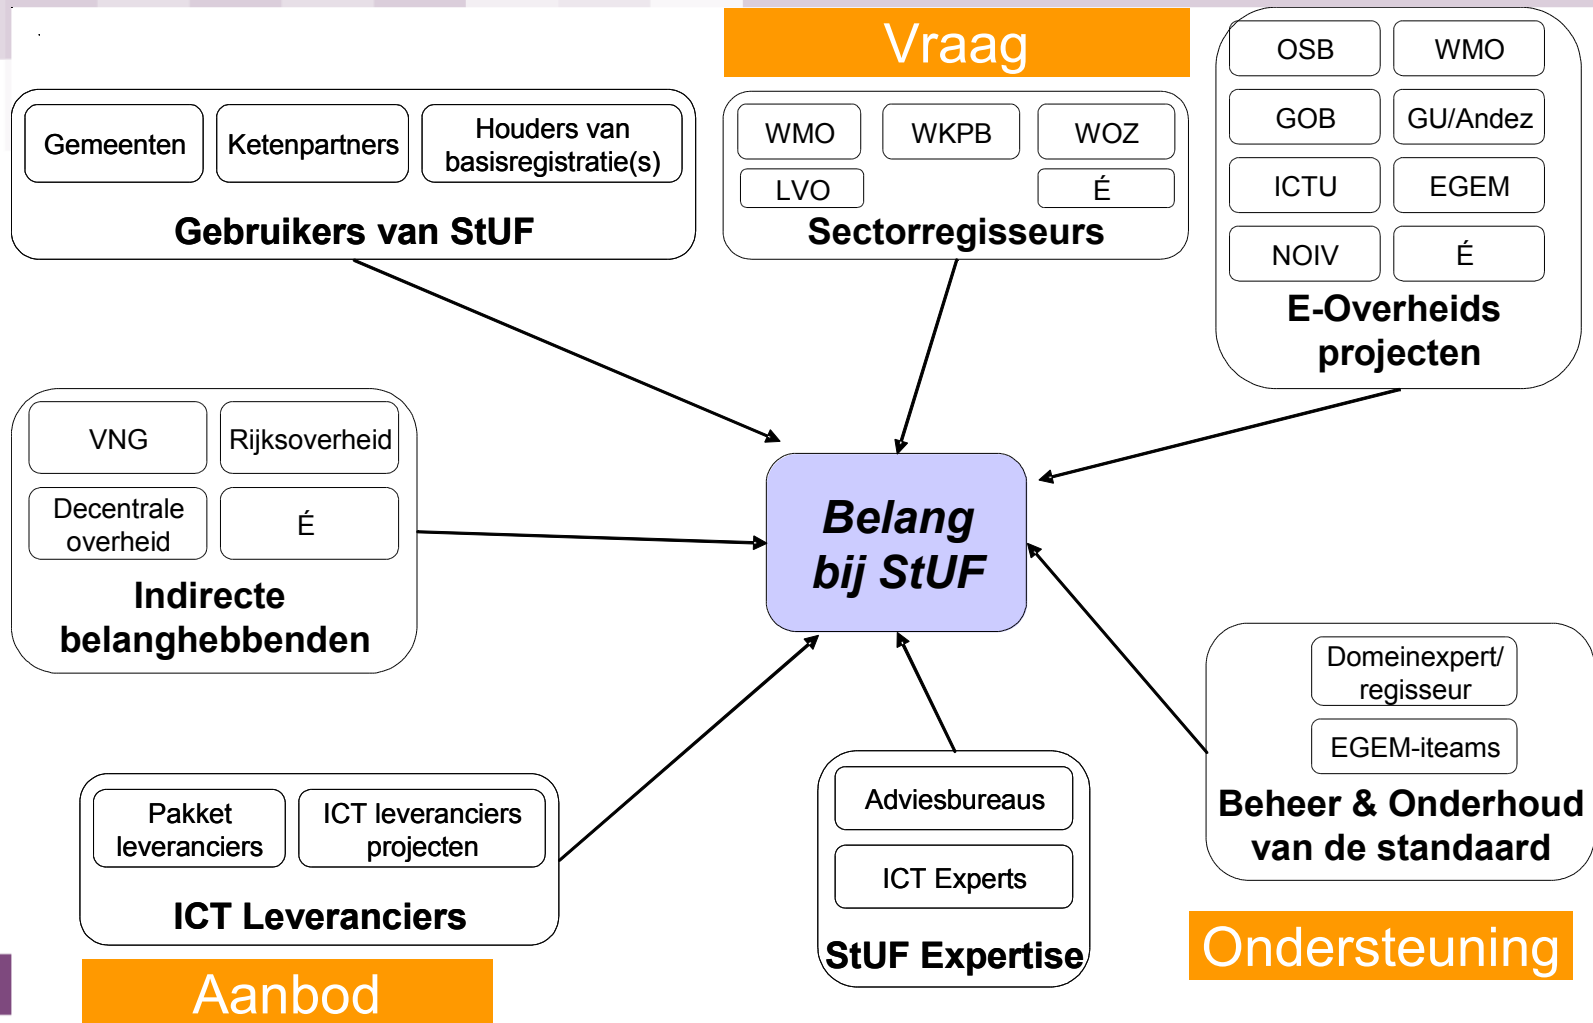 Vraag
Gemeenten
Ketenpartners
Houders van
basisregistratie(s)
Gebruikers van StUF
WMO
WKPB
WOZ
LVO
É
Sectorregisseurs
OSB
WMO
GOB
GU/Andez
ICTU
EGEM
NOIV
É
E-Overheids
projecten
VNG
Rijksoverheid
Decentrale
overheid
É
Indirecte
belanghebbenden
Belang
bij StUF
Domeinexpert/
regisseur
EGEM-iteams
Beheer & Onderhoud
van de standaard
Pakket
leveranciers
ICT leveranciers
projecten
ICT Leveranciers
Adviesbureaus
ICT Experts
StUF Expertise
Ondersteuning
Aanbod